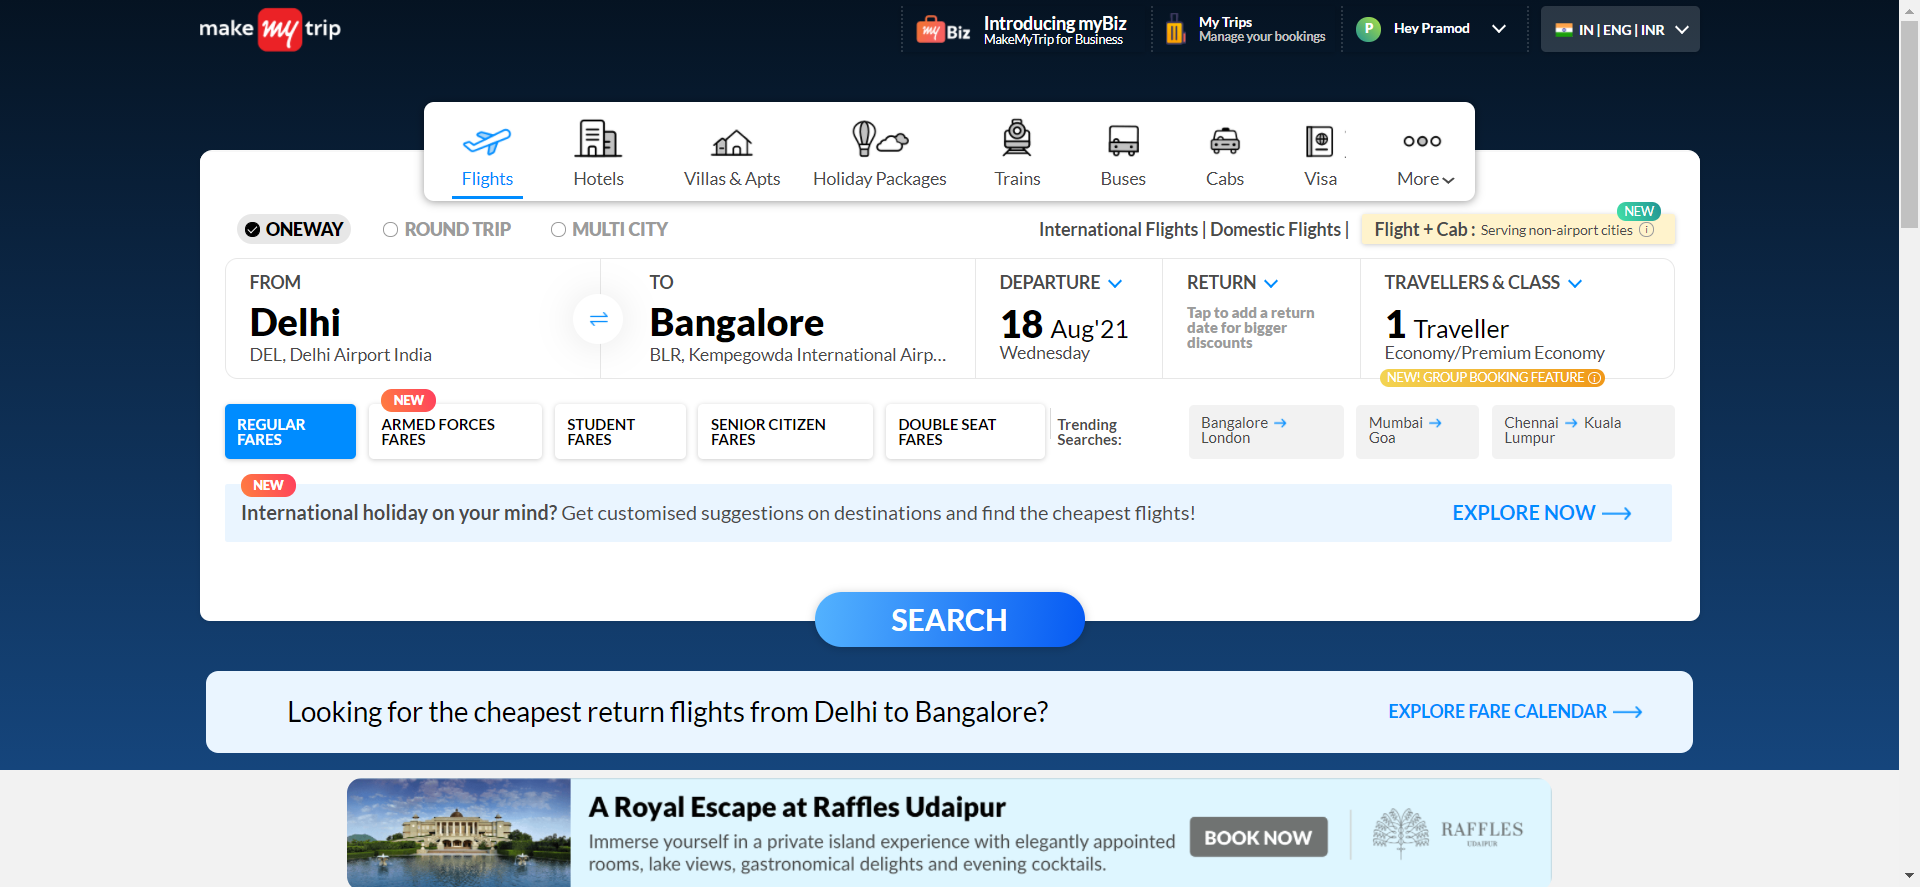 make my trip
my Biz
Introducing myBiz
MakeMyTrip for Business
My Trips
Manage your bookings
P
Hey Pramod
IN | ENG | INR
Flights
Hotels
Villas & Apts
Holiday Packages
Trains
Buses
Cabs
Visa
More
ONEWAY
ROUND TRIP
MULTI CITY
International Flights | Domestic Flights |
NEW
Flight + Cab : Serving non-airport cities
FROM
Delhi
DEL, Delhi Airport India
TO
Bangalore
BLR, Kempegowda International Airp...
DEPARTURE
18 Aug'21
Wednesday
RETURN
Tap to add a return
date for bigger
discounts
TRAVELLERS & CLASS
1 Traveller
Economy/Premium Economy
NEW! GROUP BOOKING FEATURE
REGULAR
FARES
NEW
ARMED FORCES
FARES
STUDENT
FARES
SENIOR CITIZEN
FARES
DOUBLE SEAT
FARES
Trending
Searches:
Bangalore → London
Mumbai → Goa
Chennai → Kuala
Lumpur
NEW
International holiday on your mind? Get customised suggestions on destinations and find the cheapest flights!
EXPLORE NOW
SEARCH
Looking for the cheapest return flights from Delhi to Bangalore?
EXPLORE FARE CALENDAR
A Royal Escape at Raffles Udaipur
Immerse yourself in a private island experience with elegantly appointed
rooms, lake views, gastronomical delights and evening cocktails.
BOOK NOW
RAFFLES
UDAIPUR